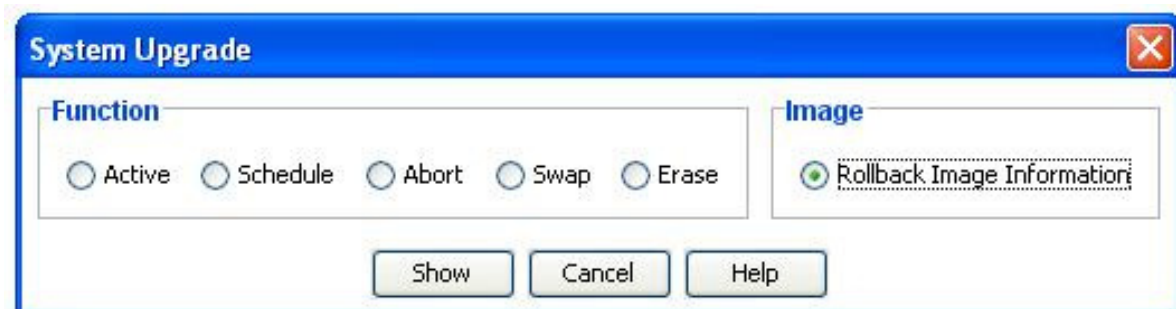 System Upgrade
Function
Image
Active Schedule Abort Swap Erase
Rollback Image Information
Show Cancel Help